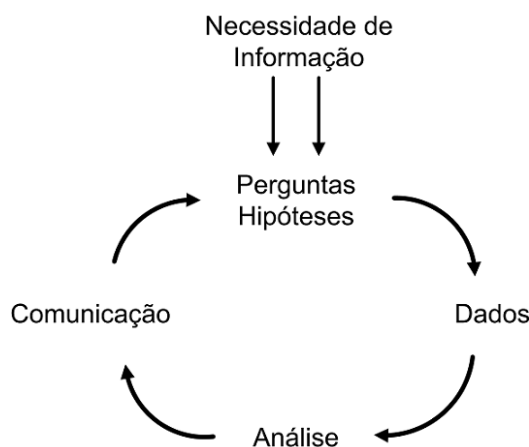 Necessidade de
Informação
Perguntas
Hipóteses
Comunicação
Dados
Análise